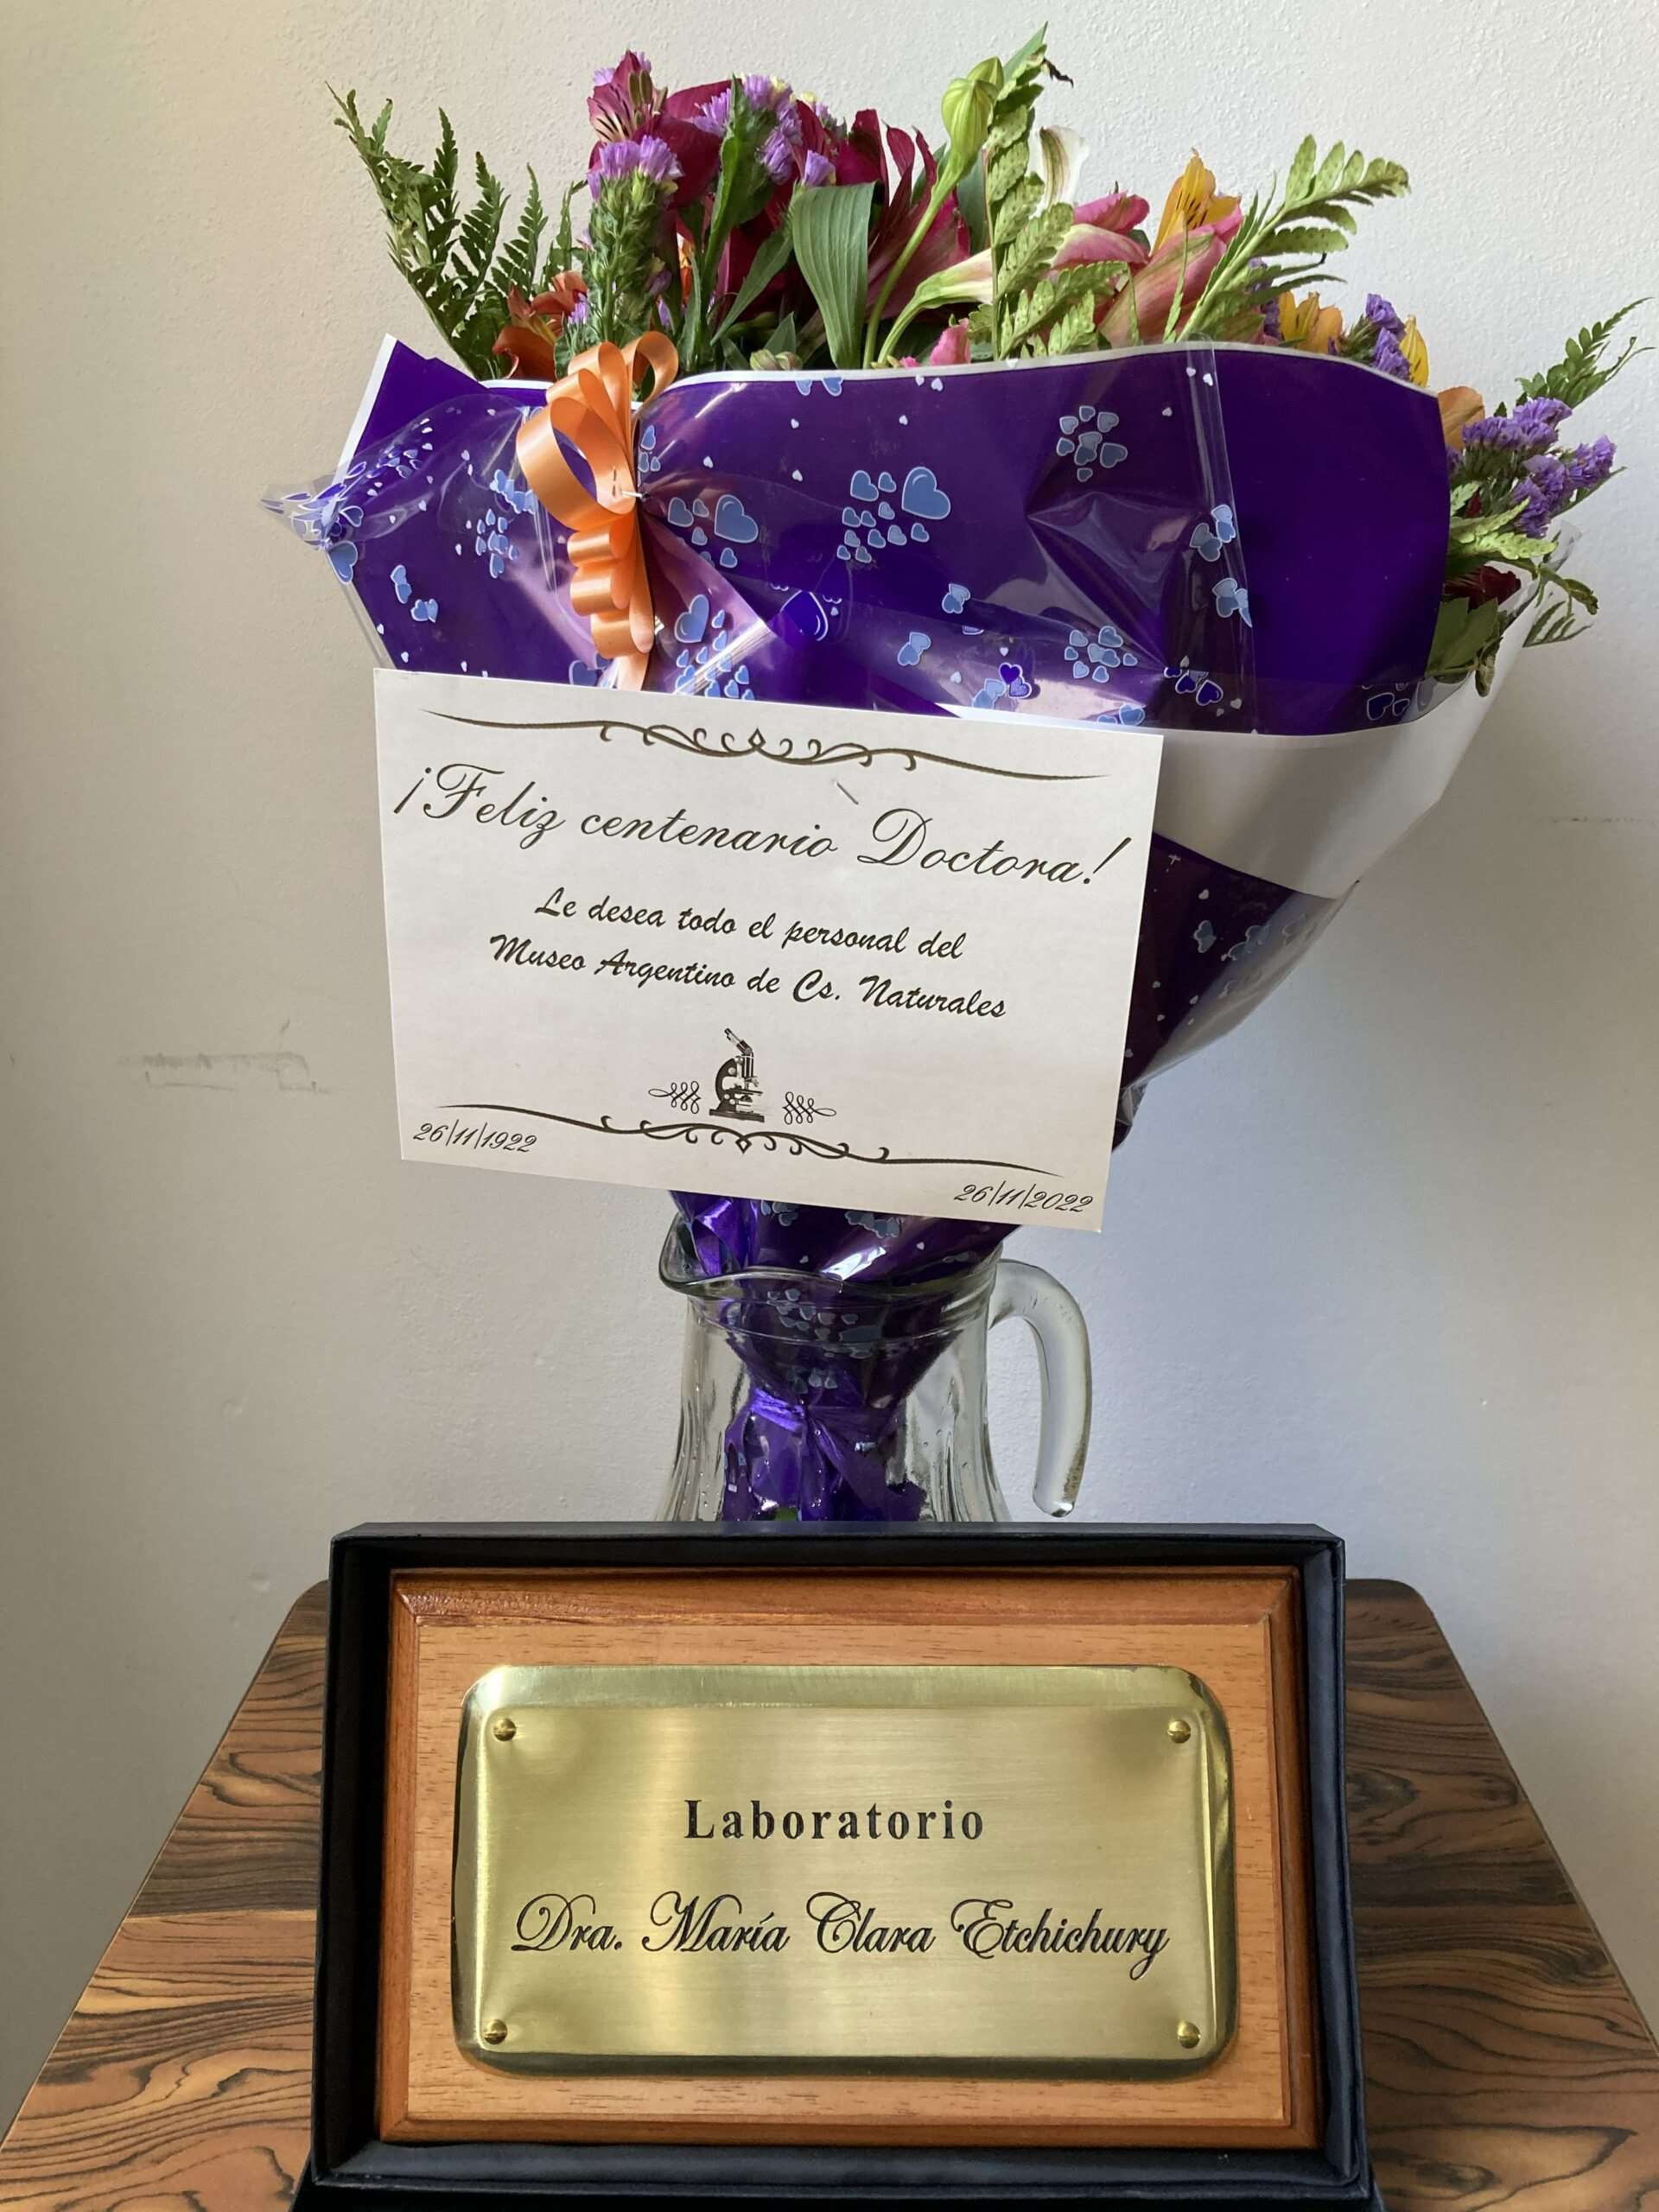 ¡Feliz centenario Doctora!
Le desea todo el personal del
Museo Argentino de Cs. Naturales
26/11/1922
26/11/2022
Laboratorio
Dra. María Clara Etchichury